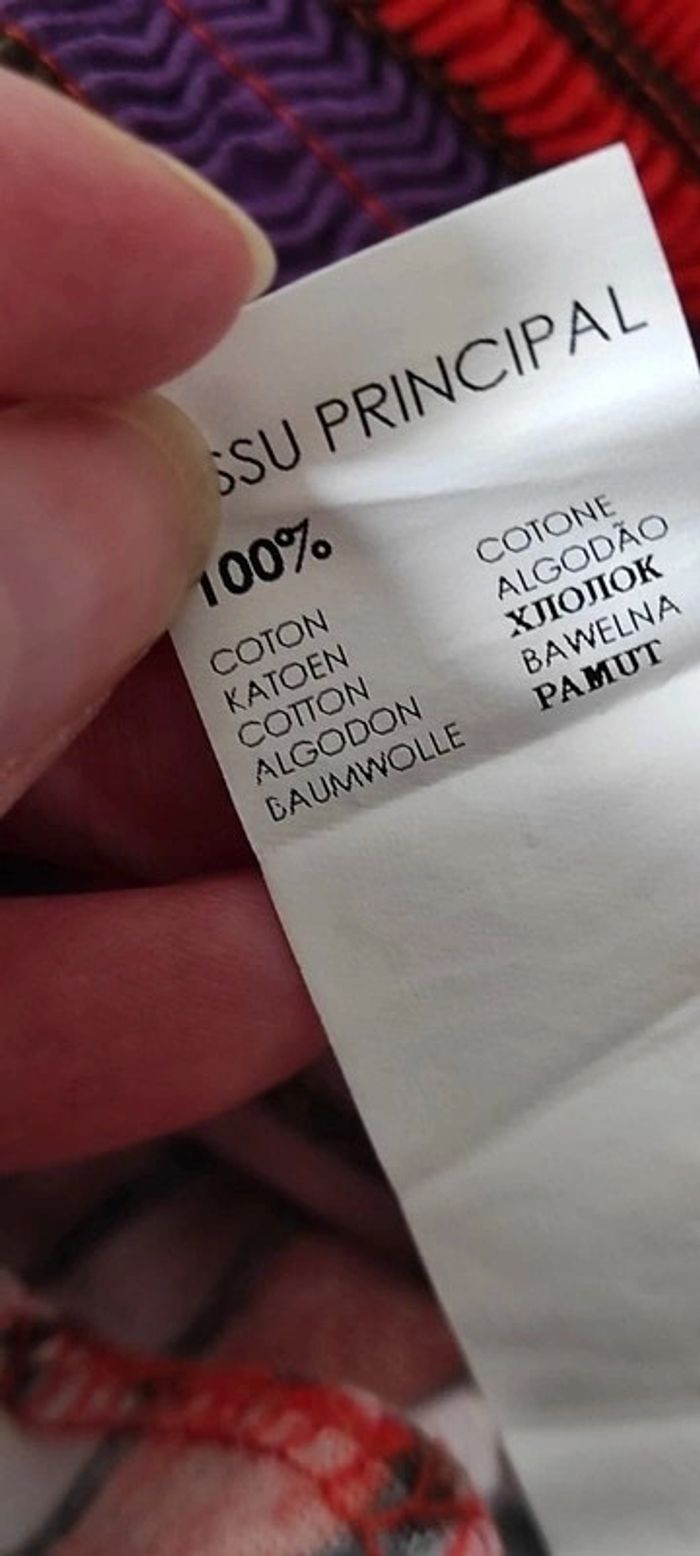 SSU PRINCIPAL
100%
COTON
KATOEN
COTTON
ALGODON
BAUMWOLLE
COTONE
ALGODÃO
ХЛОПОК
BAWELNA
PAMUT